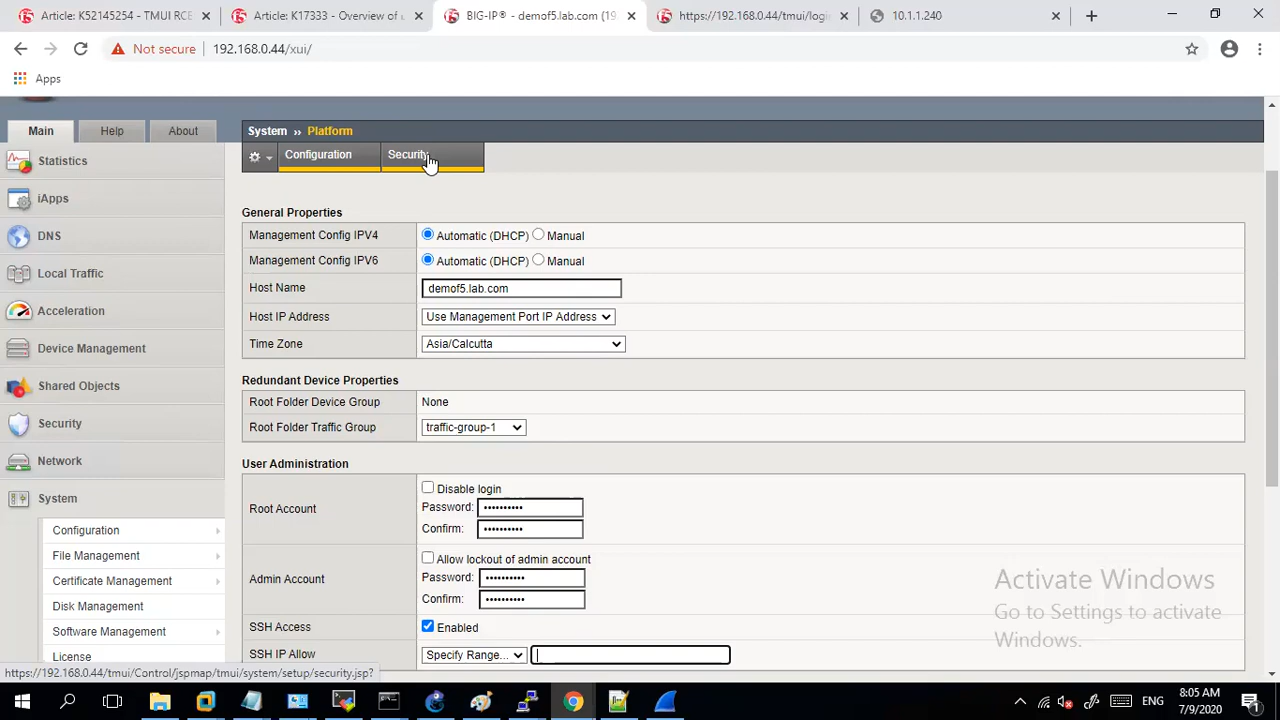 Article: K52145254 - TMUI RCE
Article: K17333 - Overview of
BIG-IP® - demof5.lab.com (19
https://192.168.0.44/tmui/logi
10.1.1.240
Not secure
192.168.0.44/xui/
Apps
Main
Help
About
System » Platform
Configuration
Security
Statistics
iApps
DNS
Local Traffic
Acceleration
Device Management
Shared Objects
Security
Network
System
Configuration
File Management
Certificate Management
Disk Management
Software Management
License
General Properties
Management Config IPV4
Automatic (DHCP) Manual
Management Config IPV6
Automatic (DHCP) Manual
Host Name
demof5.lab.com
Host IP Address
Use Management Port IP Address
Time Zone
Asia/Calcutta
Redundant Device Properties
Root Folder Device Group
None
Root Folder Traffic Group
traffic-group-1
User Administration
Root Account
Disable login
Password: ••••••••••
Confirm: ••••••••••
Admin Account
Allow lockout of admin account
Password: ••••••••••
Confirm: ••••••••••
SSH Access
Enabled
SSH IP Allow
Specify Range...
Activate Windows
Go to Settings to activate
Windows.
https://192.168.0.44/tmui/Control/jspmap/tmui/system/setup/security.jsp?
ENG
8:05 AM
7/9/2020